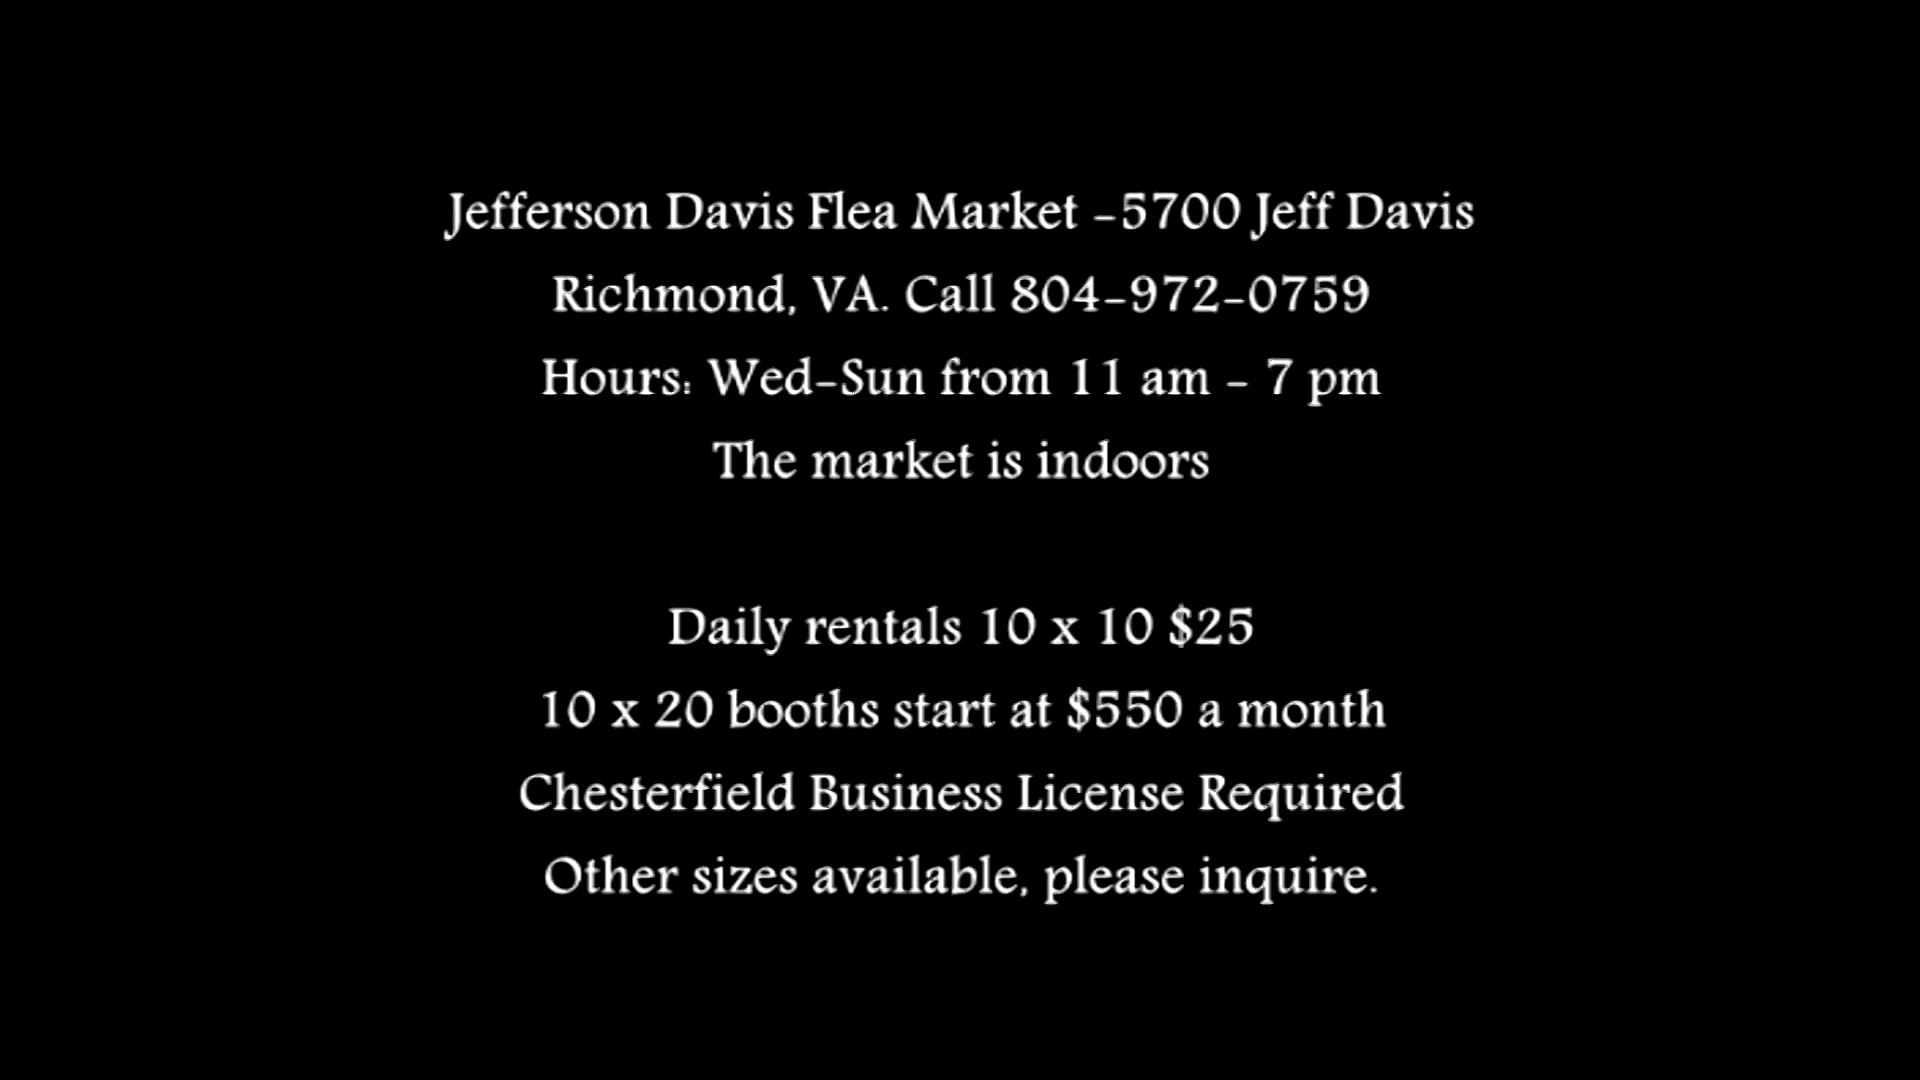 Jefferson Davis Flea Market -5700 Jeff Davis
Richmond, VA. Call 804-972-0759
Hours: Wed-Sun from 11 am - 7 pm
The market is indoors
Daily rentals 10 x 10 $25
10 x 20 booths start at $550 a month
Chesterfield Business License Required
Other sizes available, please inquire.